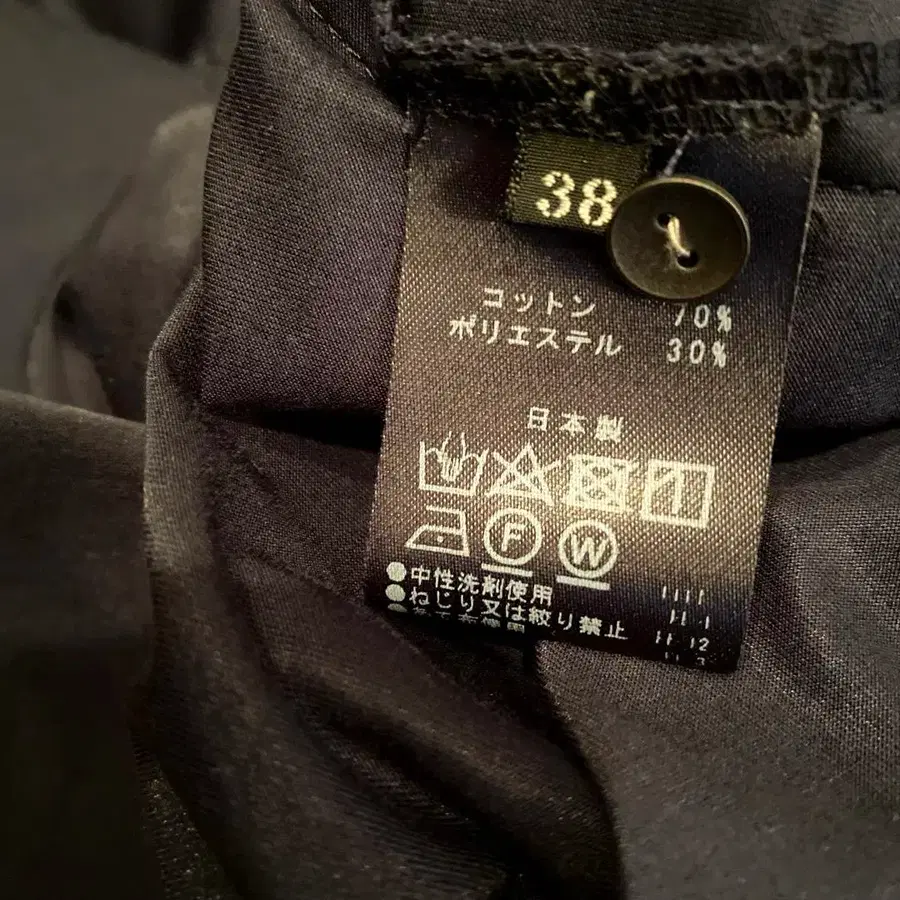 38
コットン 70%
ポリエステル 30%
日本製
F W
●中性洗剤使用
●ねじり又は絞り禁止